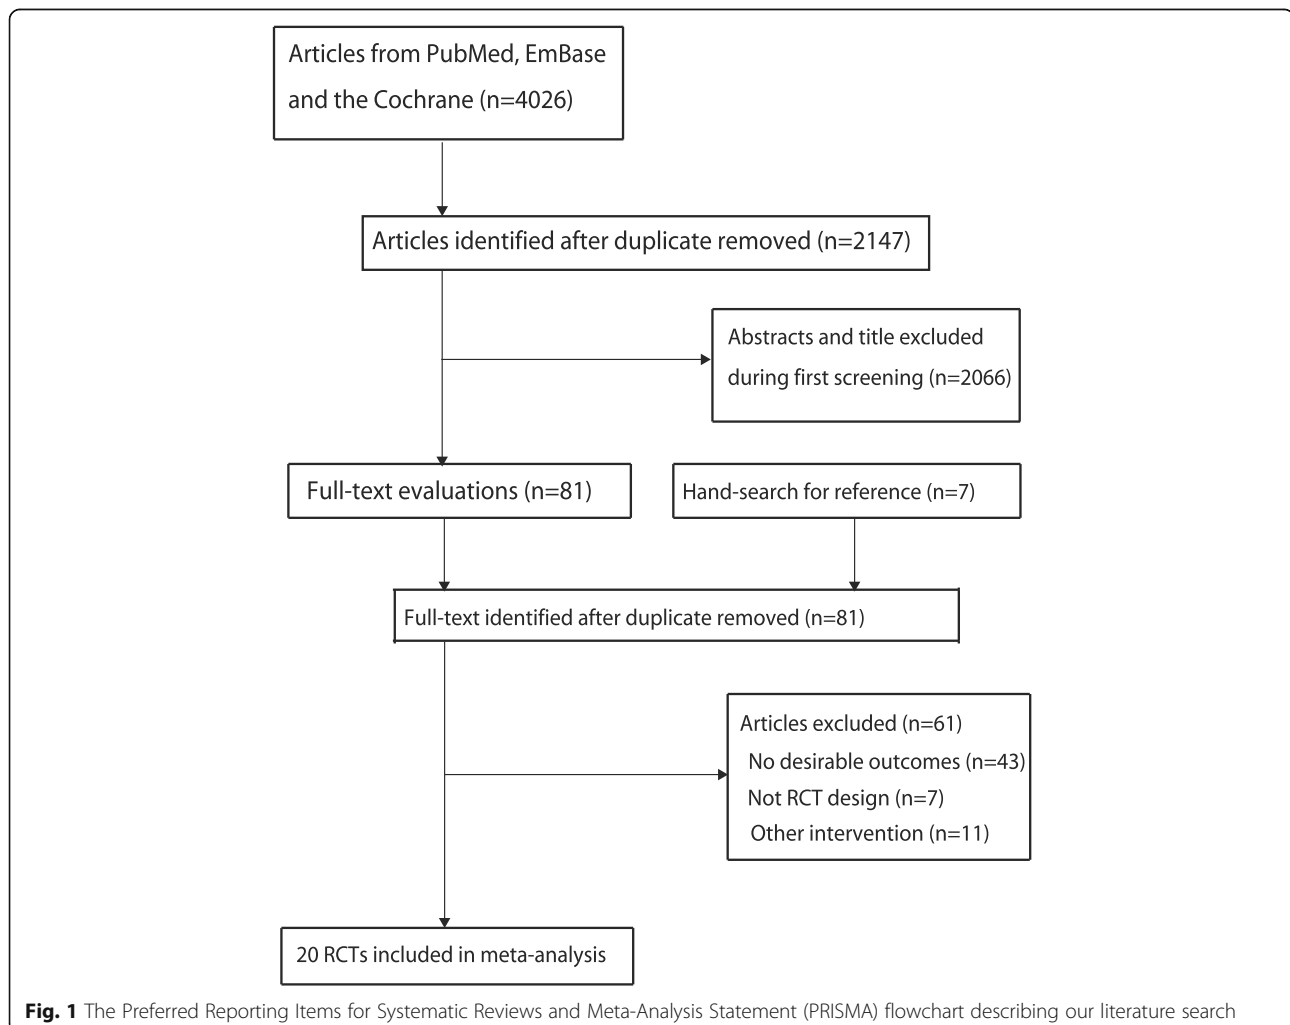 Articles from PubMed, EmBase
and the Cochrane (n=4026)
Articles identified after duplicate removed (n=2147)
Abstracts and title excluded
during first screening (n=2066)
Full-text evaluations (n=81)
Hand-search for reference (n=7)
Full-text identified after duplicate removed (n=81)
Articles excluded (n=61)
No desirable outcomes (n=43)
Not RCT design (n=7)
Other intervention (n=11)
20 RCTs included in meta-analysis
Fig. 1 The Preferred Reporting Items for Systematic Reviews and Meta-Analysis Statement (PRISMA) flowchart describing our literature search